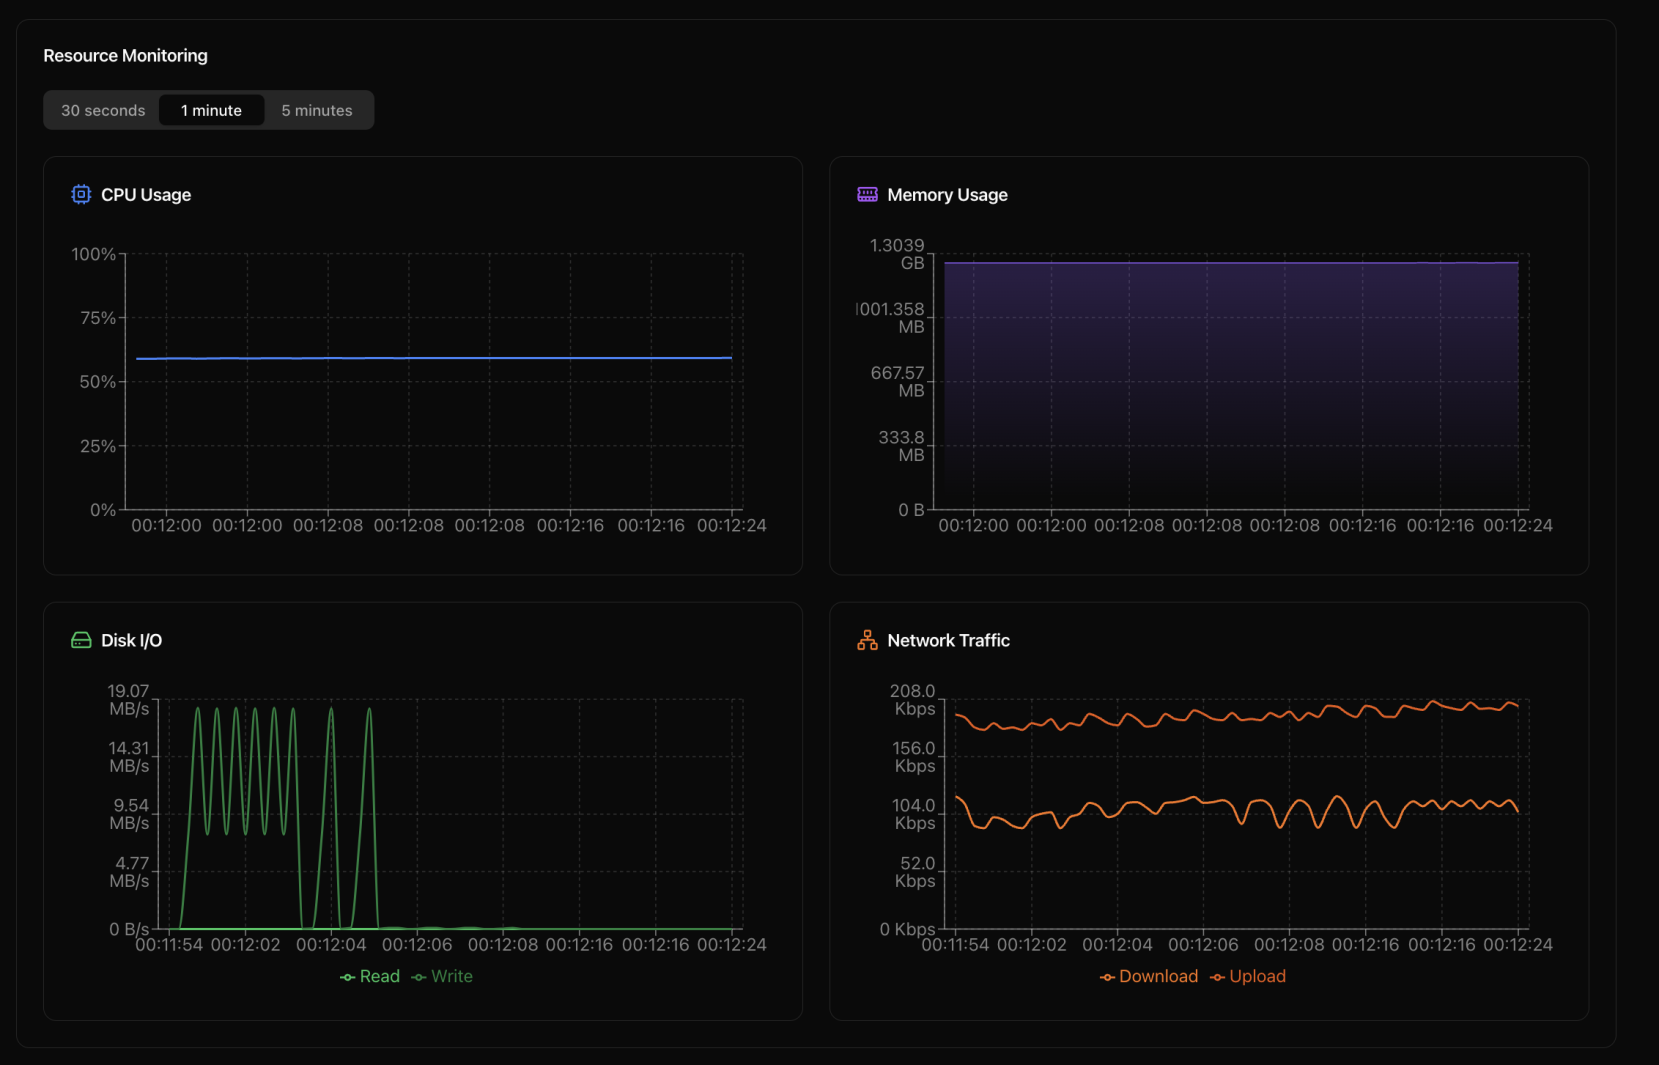 Resource Monitoring
30 seconds 1 minute 5 minutes
CPU Usage
100%
75%
50%
25%
0%
00:12:00 00:12:00 00:12:08 00:12:08 00:12:08 00:12:16 00:12:16 00:12:24
Memory Usage
1.3039
GB
1001.358
MB
667.57
MB
333.8
MB
0 B
00:12:00 00:12:00 00:12:08 00:12:08 00:12:08 00:12:16 00:12:16 00:12:24
Disk I/O
19.07
MB/s
14.31
MB/s
9.54
MB/s
4.77
MB/s
0 B/s
00:11:54 00:12:02 00:12:04 00:12:06 00:12:08 00:12:16 00:12:16 00:12:24
Read Write
Network Traffic
208.0
Kbps
156.0
Kbps
104.0
Kbps
52.0
Kbps
0 Kbps
00:11:54 00:12:02 00:12:04 00:12:06 00:12:08 00:12:16 00:12:16 00:12:24
Download Upload